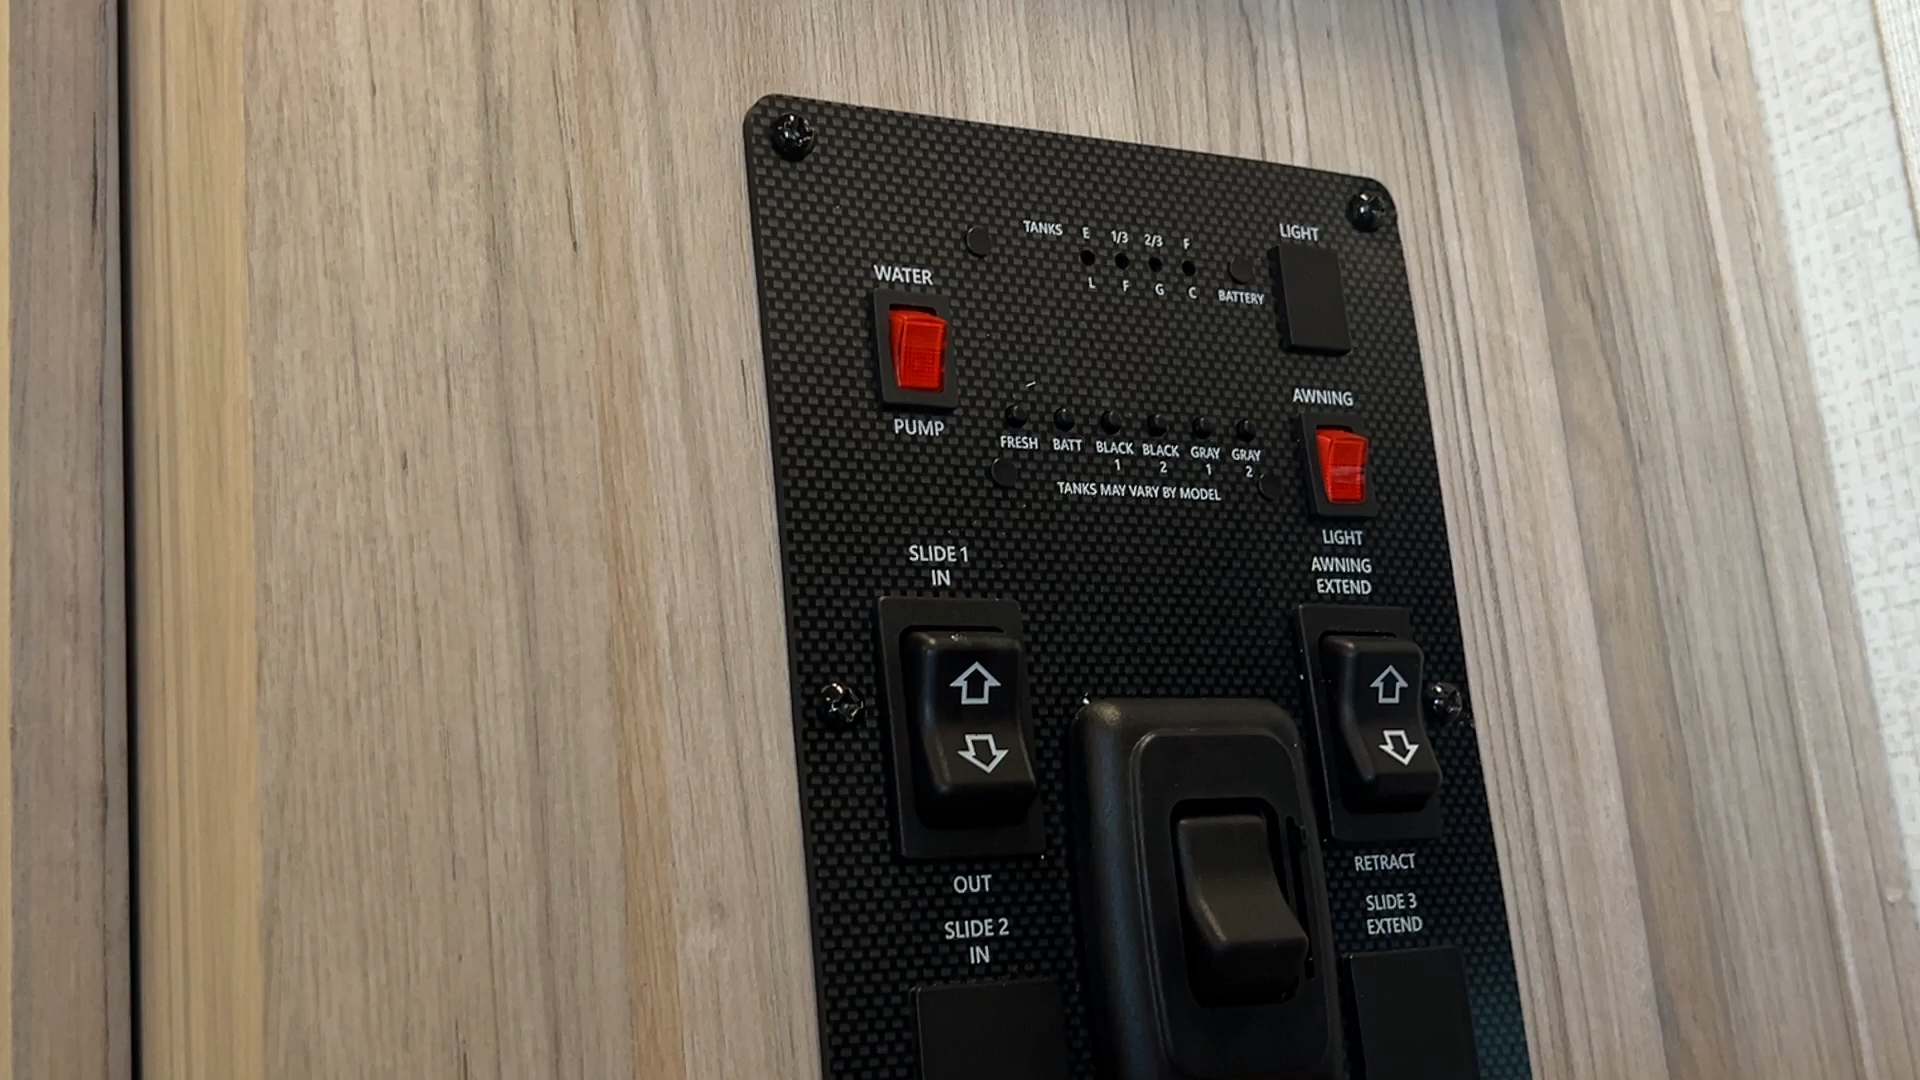 TANKS E 1/3 2/3 F
L F G C
BATTERY
LIGHT
WATER
PUMP
AWNING
LIGHT
FRESH BATT BLACK 1 BLACK 2 GRAY 1 GRAY 2
TANKS MAY VARY BY MODEL
SLIDE 1
IN
OUT
AWNING
EXTEND
RETRACT
SLIDE 2
IN
SLIDE 3
EXTEND